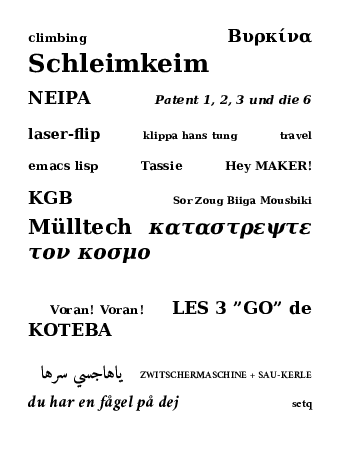 climbing Βυρκίνα
Schleimkeim
NEIPA Patent 1, 2, 3 und die 6
laser-flip klippa hans tung travel
emacs lisp Tassie Hey MAKER!
KGB Sor Zoug Biiga Mousbiki
Mülltech καταστρεψτε
τον κοσμο
Voran! Voran! LES 3 ”GO” de
KOTEBA
ياهاجسي سرها ZWITSCHERMASCHINE + SAU-KERLE
du har en fågel på dej setq